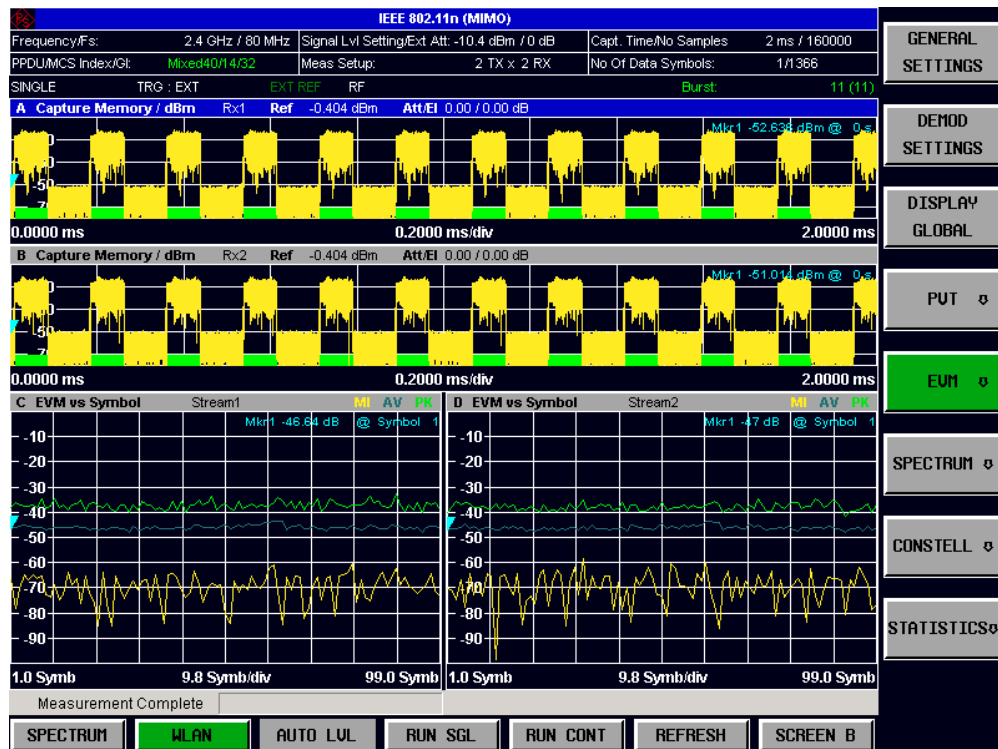 IEEE 802.11n (MIMO)
Frequency/Fs: 2.4 GHz / 80 MHz Signal Lvl Setting/Ext Att: -10.4 dBm / 0 dB Capt. Time/No Samples 2 ms / 160000
PPDU/MCS Index/GI: Mixed40/14/32 Meas Setup: 2 TX x 2 RX No Of Data Symbols: 1/1366
SINGLE TRG : EXT EXT REF RF Burst: 11 (11)
A Capture Memory / dBm Rx1 Ref -0.404 dBm Att/El 0.00 / 0.00 dB
Mkr1 -52.636 dBm @ 0 s
-50
0.0000 ms 0.2000 ms/div 2.0000 ms
B Capture Memory / dBm Rx2 Ref -0.404 dBm Att/El 0.00 / 0.00 dB
Mkr1 -51.014 dBm @ 0 s
-50
0.0000 ms 0.2000 ms/div 2.0000 ms
C EVM vs Symbol Stream1 MI AV PK
Mkr1 -46.64 dB @ Symbol 1
-10
-20
-30
-40
-50
-60
-70
-80
-90
1.0 Symb 9.8 Symb/div 99.0 Symb
D EVM vs Symbol Stream2 MI AV PK
Mkr1 -47 dB @ Symbol 1
-10
-20
-30
-40
-50
-60
-70
-80
-90
1.0 Symb 9.8 Symb/div 99.0 Symb
Measurement Complete
SPECTRUM WLAN AUTO LVL RUN SGL RUN CONT REFRESH SCREEN B
GENERAL
SETTINGS
DEMOD
SETTINGS
DISPLAY
GLOBAL
PVT
EVM
SPECTRUM
CONSTELL
STATISTICS